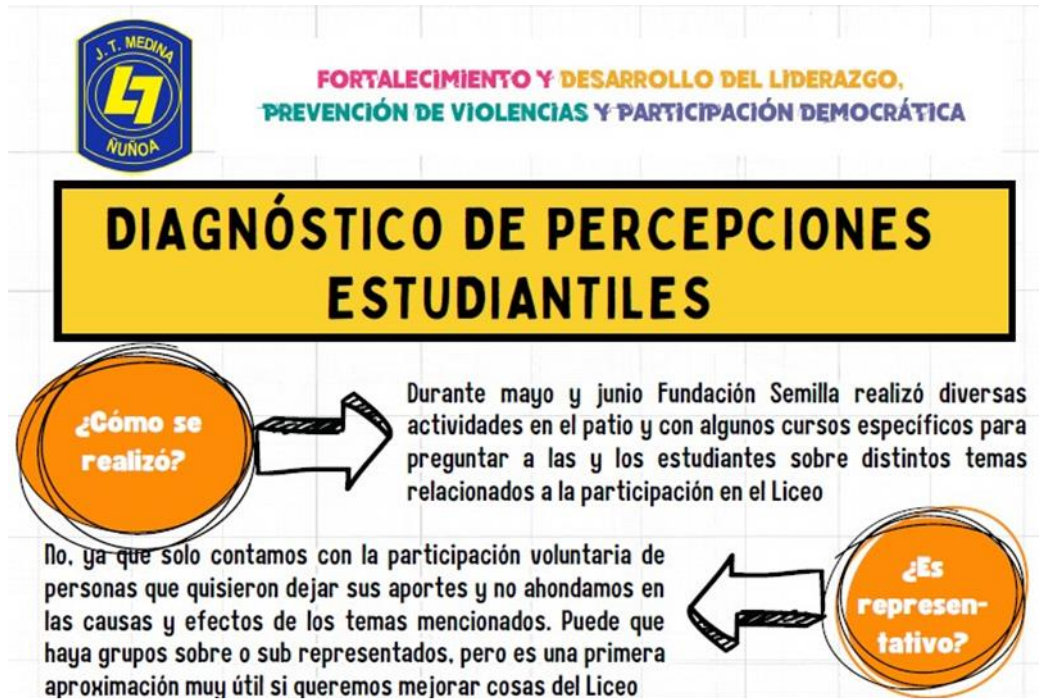 J. T. MEDINA
L7
ÑUÑOA
FORTALECIMIENTO Y DESARROLLO DEL LIDERAZGO,
PREVENCIÓN DE VIOLENCIAS Y PARTICIPACIÓN DEMOCRÁTICA
DIAGNÓSTICO DE PERCEPCIONES
ESTUDIANTILES
¿Cómo se
realizó?
Durante mayo y junio Fundación Semilla realizó diversas
actividades en el patio y con algunos cursos específicos para
preguntar a las y los estudiantes sobre distintos temas
relacionados a la participación en el Liceo
¿Es
represen-
tativo?
No, ya que solo contamos con la participación voluntaria de
personas que quisieron dejar sus aportes y no ahondamos en
las causas y efectos de los temas mencionados. Puede que
haya grupos sobre o sub representados, pero es una primera
aproximación muy útil si queremos mejorar cosas del Liceo